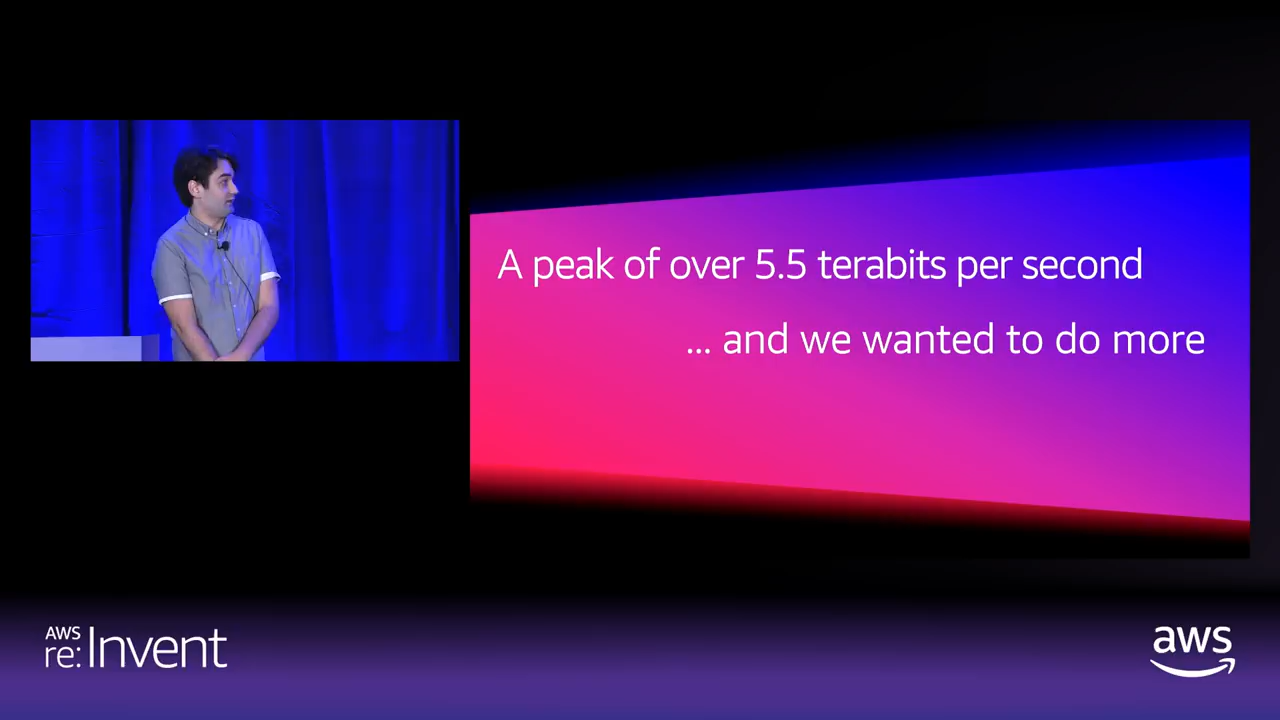 A peak of over 5.5 terabits per second
... and we wanted to do more
AWS
re:Invent
aws